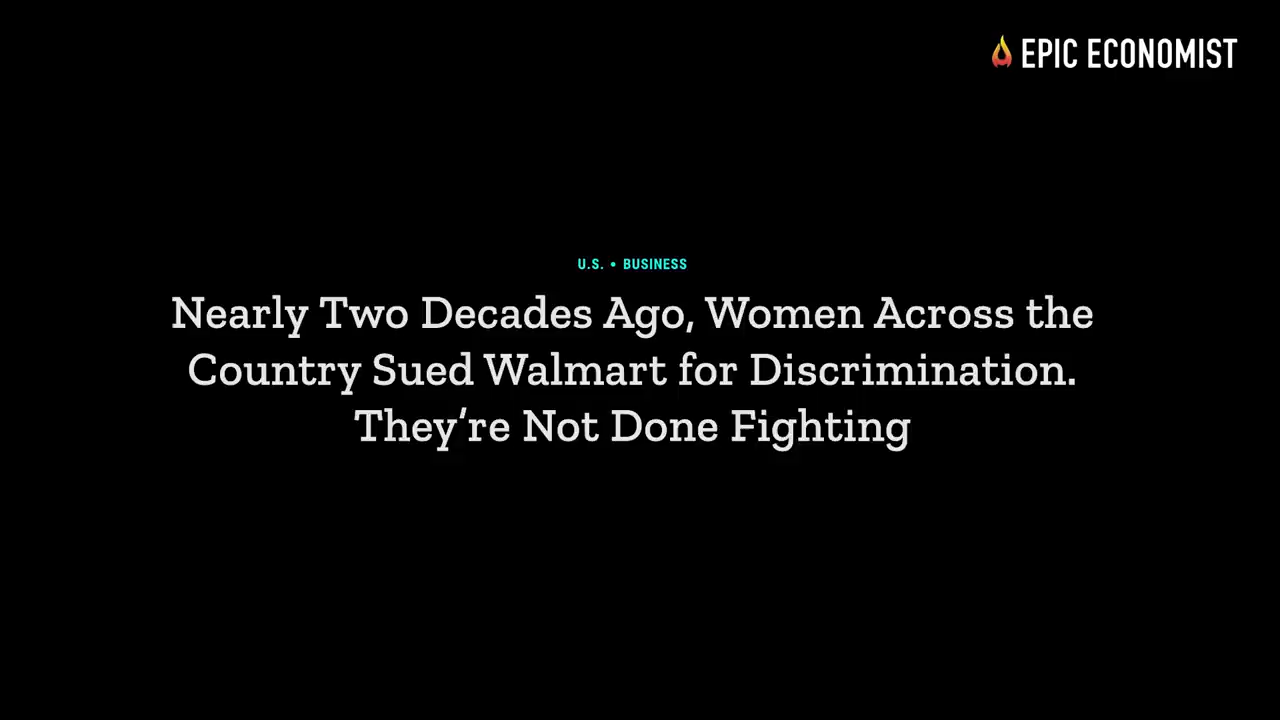 EPIC ECONOMIST
U.S. • BUSINESS
Nearly Two Decades Ago, Women Across the
Country Sued Walmart for Discrimination.
They’re Not Done Fighting